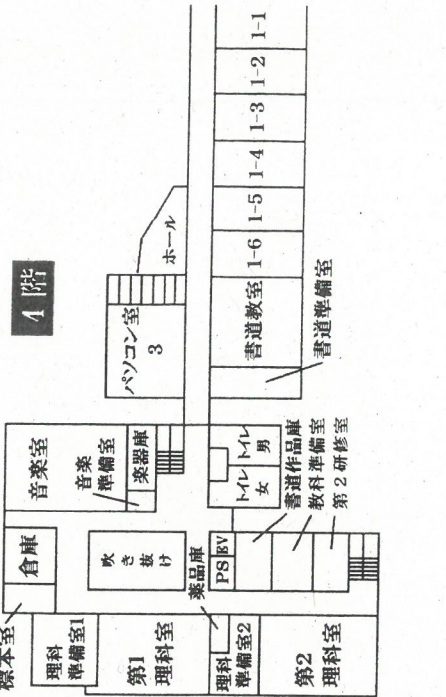 4階
標本室
倉庫
音楽室
音楽
準備室
楽器庫
パソコン室
3
ホール
理科
準備室1
吹き抜け
薬品庫
第1
理科室
理科
準備室2
第2
理科室
PS
EV
トイレ
女
トイレ
男
書道作品庫
教科準備室
第2研修室
書道教室
書道準備室
1-6
1-5
1-4
1-3
1-2
1-1